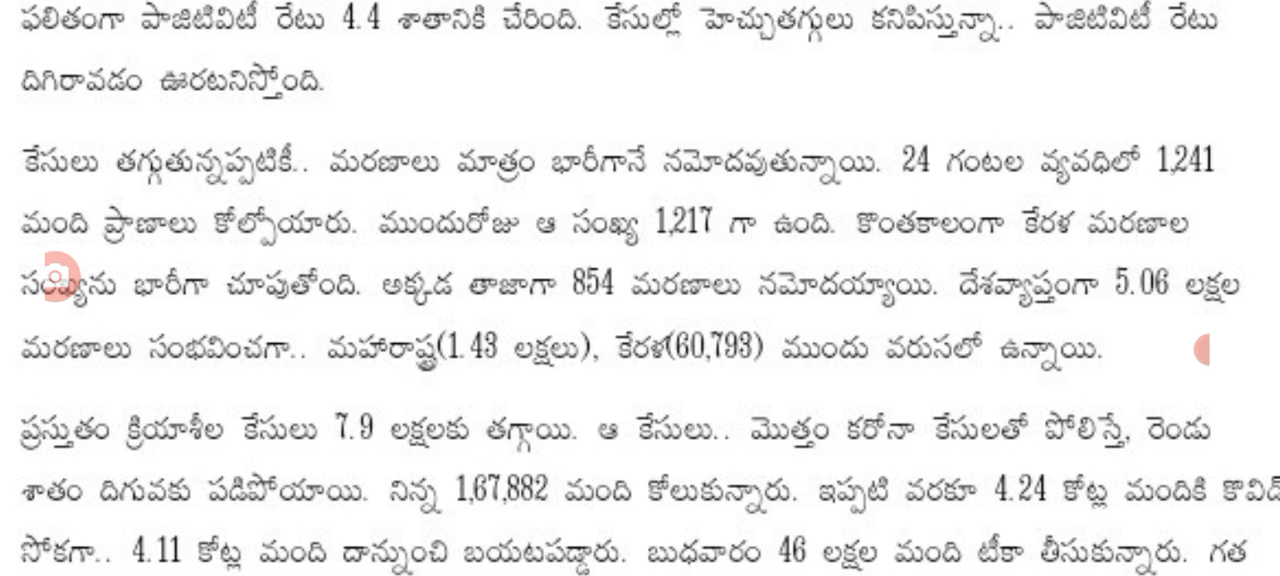 ఫలితంగా పాజిటివిటీ రేటు 4.4 శాతానికి చేరింది. కేసుల్లో హెచ్చుతగ్గులు కనిపిస్తున్నా.. పాజిటివిటీ రేటు
దిగిరావడం ఊరటనిస్తోంది.
కేసులు తగ్గుతున్నప్పటికీ.. మరణాలు మాత్రం భారీగానే నమోదవుతున్నాయి. 24 గంటల వ్యవధిలో 1,241
మంది ప్రాణాలు కోల్పోయారు. ముందురోజు ఆ సంఖ్య 1,217 గా ఉంది. కొంతకాలంగా కేరళ మరణాల
సంఖ్యను భారీగా చూపుతోంది. అక్కడ తాజాగా 854 మరణాలు నమోదయ్యాయి. దేశవ్యాప్తంగా 5.06 లక్షల
మరణాలు సంభవించగా.. మహారాష్ట్ర(1.43 లక్షలు), కేరళ(60,793) ముందు వరుసలో ఉన్నాయి.
ప్రస్తుతం క్రియాశీల కేసులు 7.9 లక్షలకు తగ్గాయి. ఆ కేసులు.. మొత్తం కరోనా కేసులతో పోలిస్తే, రెండు
శాతం దిగువకు పడిపోయాయి. నిన్న 1,67,882 మంది కోలుకున్నారు. ఇప్పటి వరకూ 4.24 కోట్ల మందికి కొవిడ్
సోకగా.. 4.11 కోట్ల మంది దాన్నుంచి బయటపడ్డారు. బుధవారం 46 లక్షల మంది టీకా తీసుకున్నారు. గత